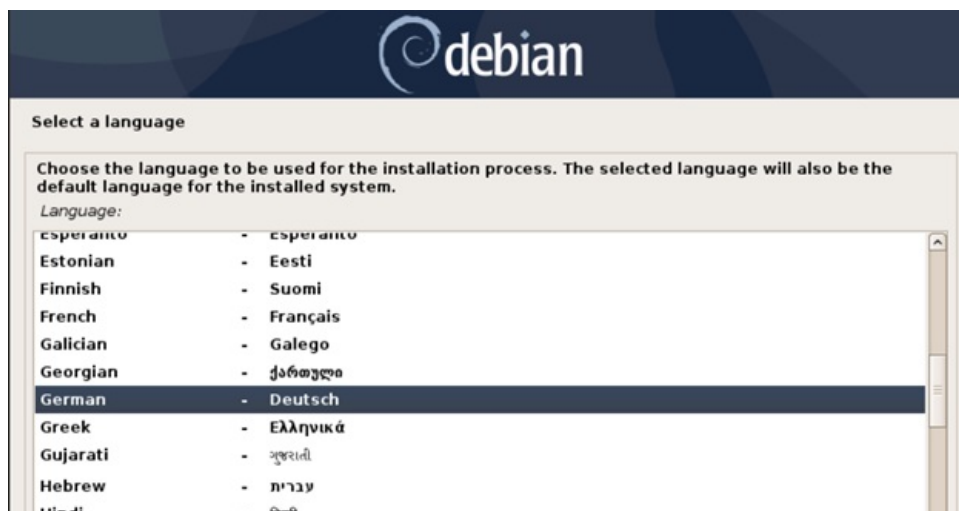 debian
Select a language
Choose the language to be used for the installation process. The selected language will also be the
default language for the installed system.
Language:
Esperanto - Esperanto
Estonian - Eesti
Finnish - Suomi
French - Français
Galician - Galego
Georgian - ქართული
German - Deutsch
Greek - Ελληνικά
Gujarati - ગુજરાતી
Hebrew - עברית
Hindi